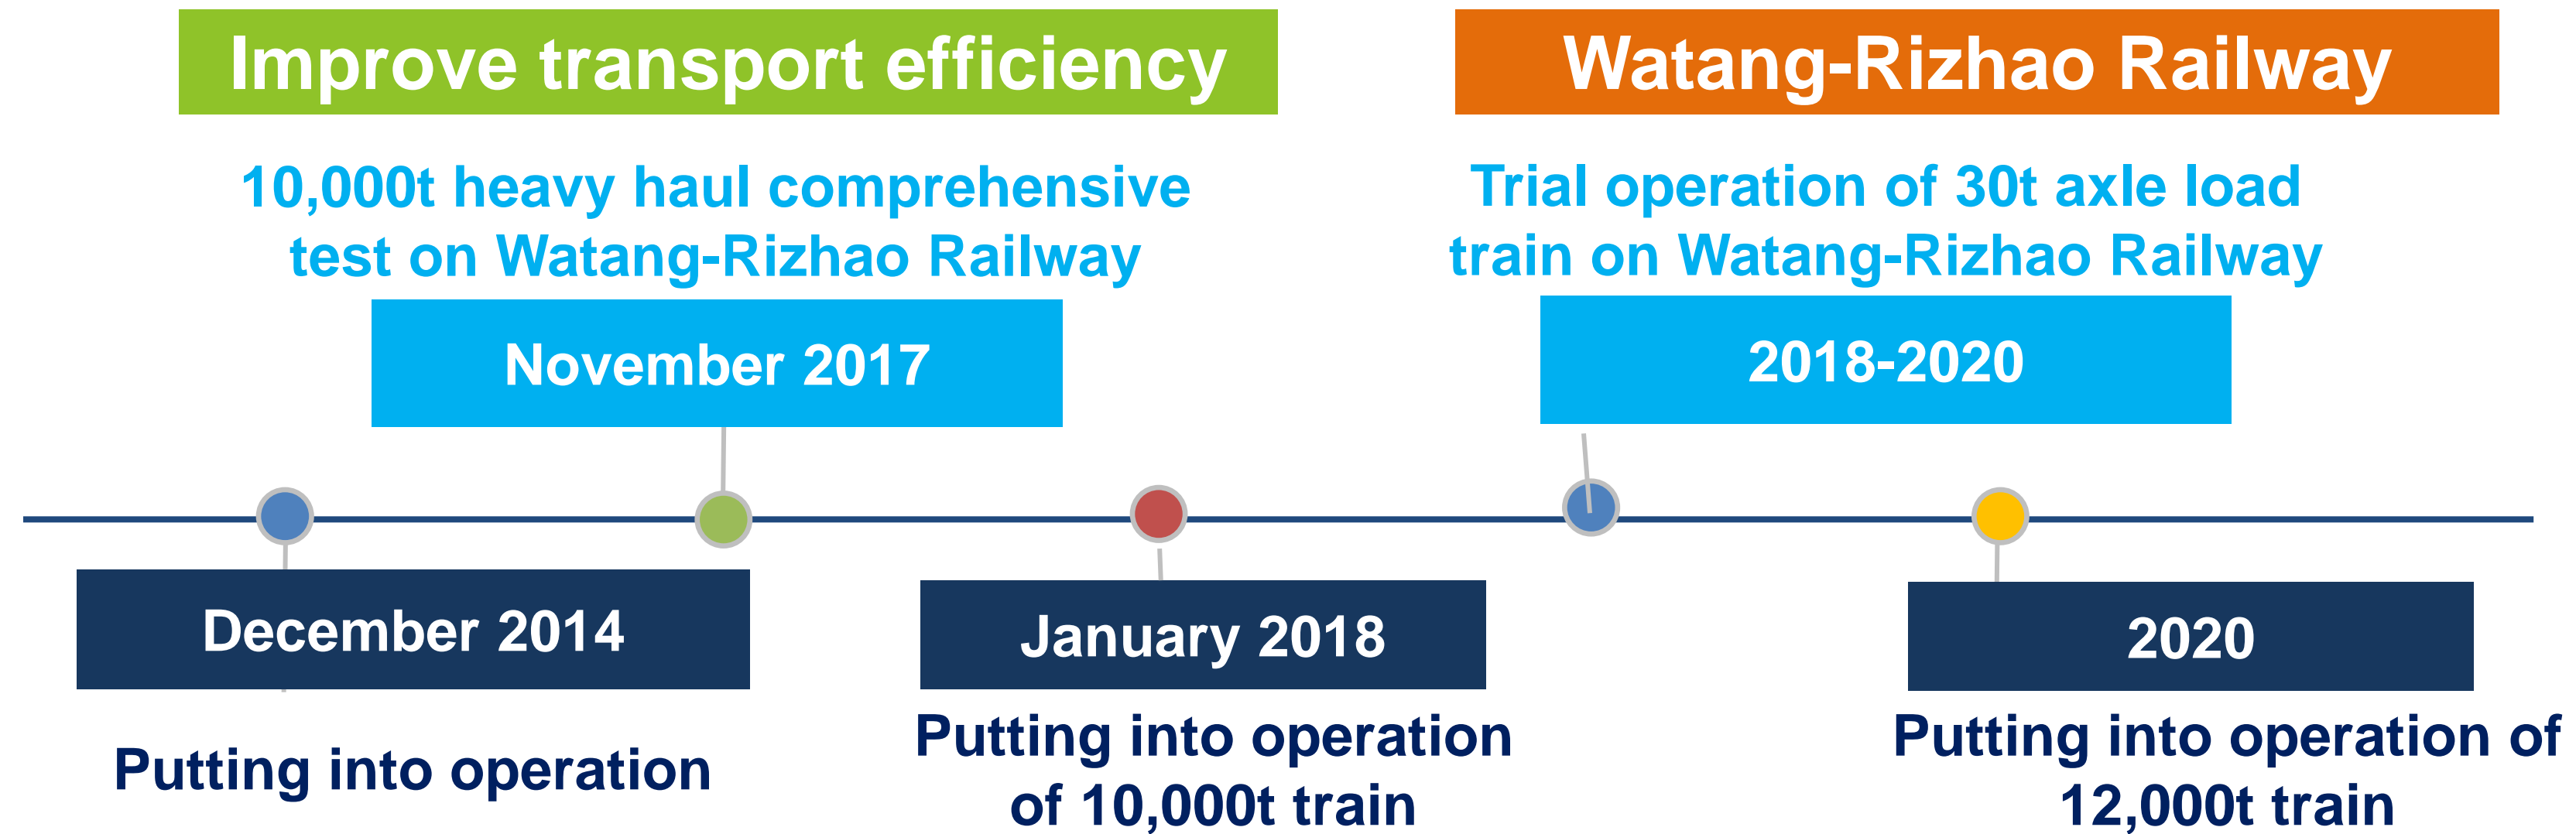 Improve transport efficiency
Watang-Rizhao Railway
10,000t heavy haul comprehensive
test on Watang-Rizhao Railway
Trial operation of 30t axle load
train on Watang-Rizhao Railway
November 2017
2018-2020
December 2014
January 2018
2020
Putting into operation
Putting into operation
of 10,000t train
Putting into operation of
12,000t train